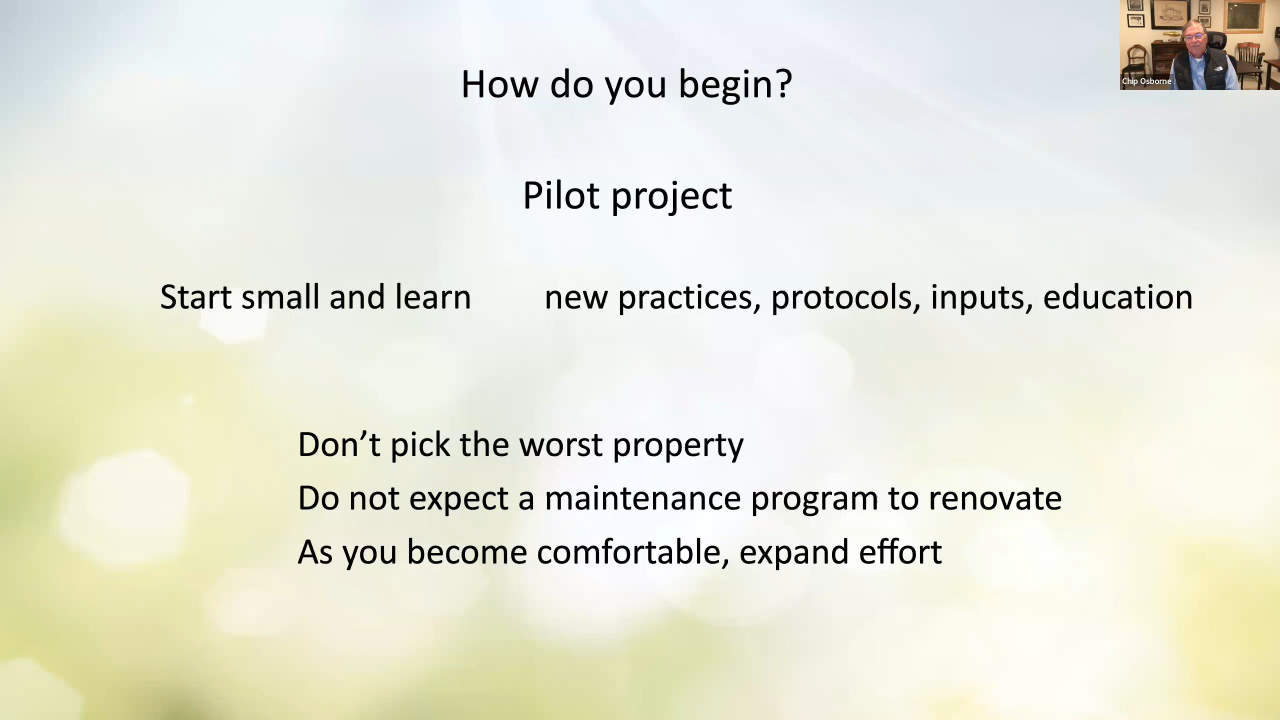 How do you begin?
Chip Osborne
Pilot project
Start small and learn new practices, protocols, inputs, education
Don’t pick the worst property
Do not expect a maintenance program to renovate
As you become comfortable, expand effort